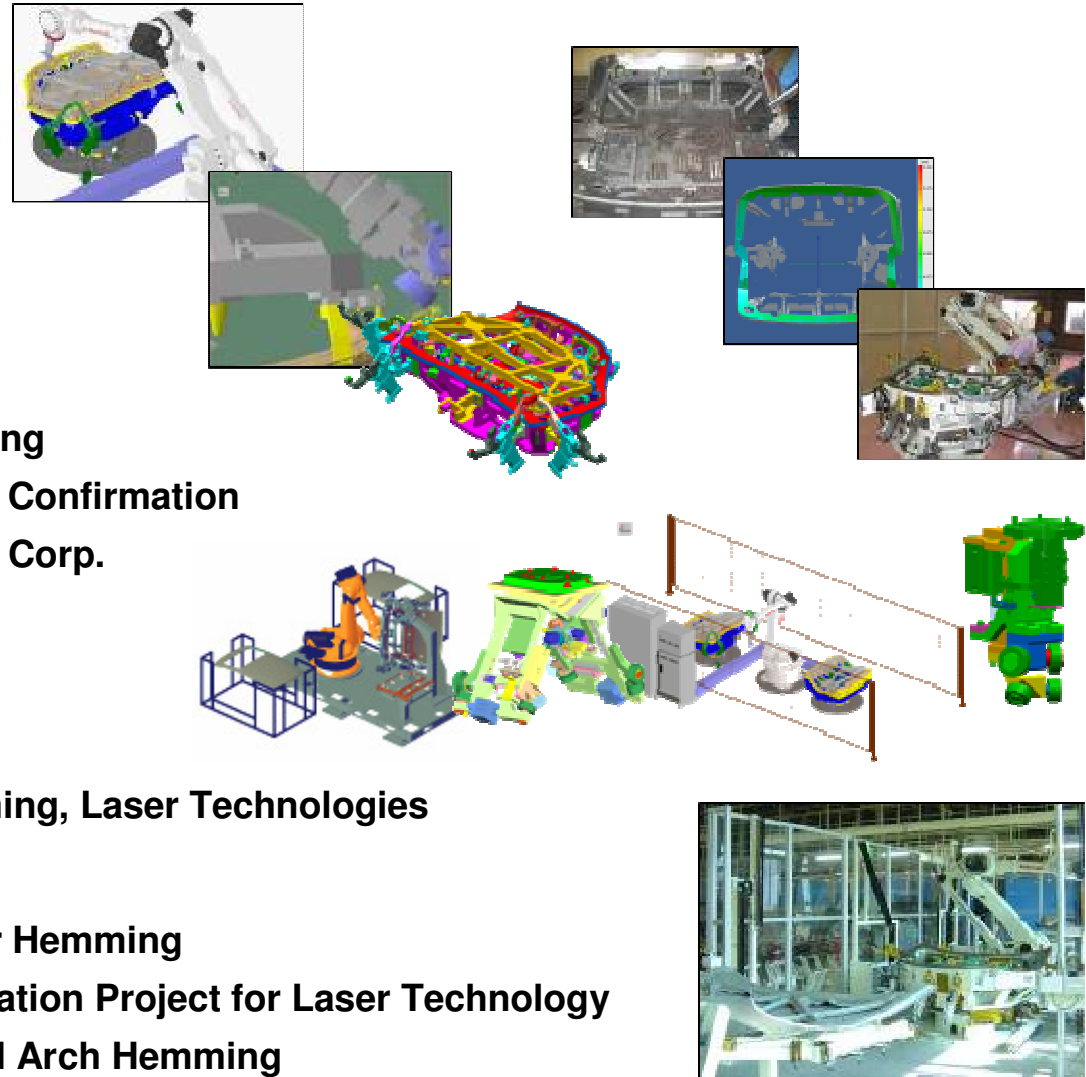 ng
Confirmation
Corp.
ning, Laser Technologies
r Hemming
ation Project for Laser Technology
l Arch Hemming